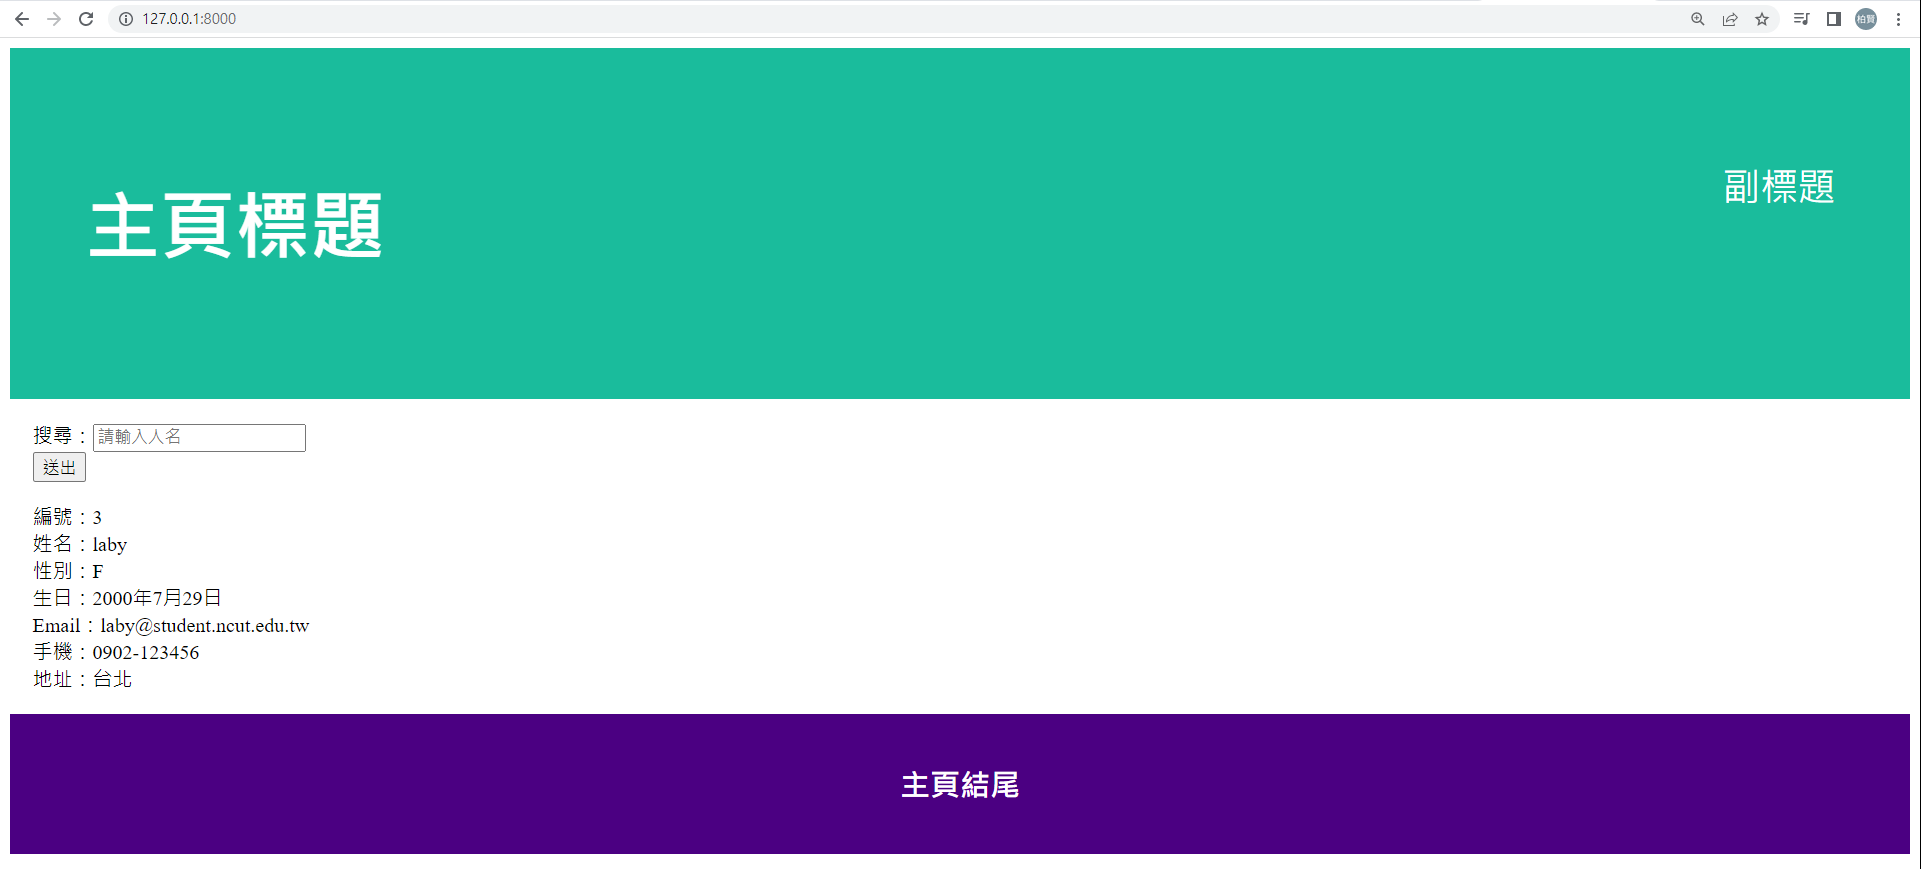 127.0.0.1:8000
柏賢
主頁標題
副標題
搜尋：請輸入人名
送出
編號：3
姓名：laby
性別：F
生日：2000年7月29日
Email：laby@student.ncut.edu.tw
手機：0902-123456
地址：台北
主頁結尾